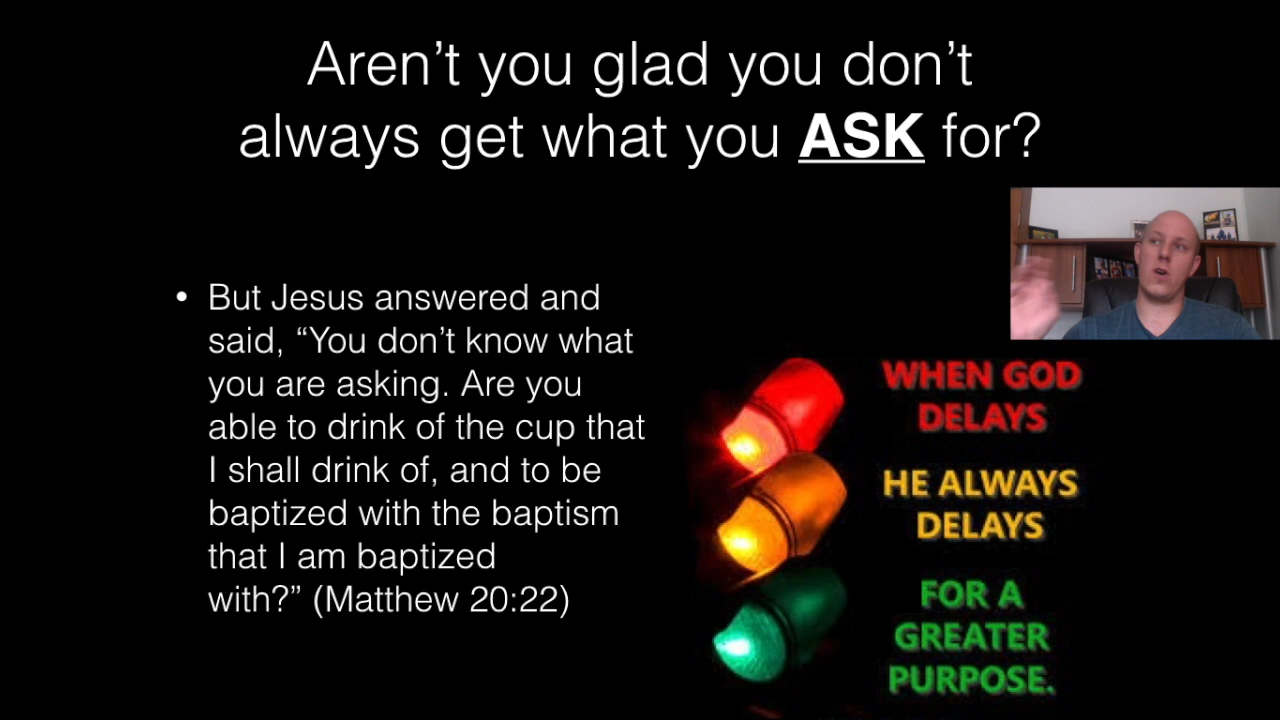 Aren’t you glad you don’t
always get what you ASK for?
• But Jesus answered and
said, “You don’t know what
you are asking. Are you
able to drink of the cup that
I shall drink of, and to be
baptized with the baptism
that I am baptized
with?” (Matthew 20:22)
WHEN GOD
DELAYS
HE ALWAYS
DELAYS
FOR A
GREATER
PURPOSE.